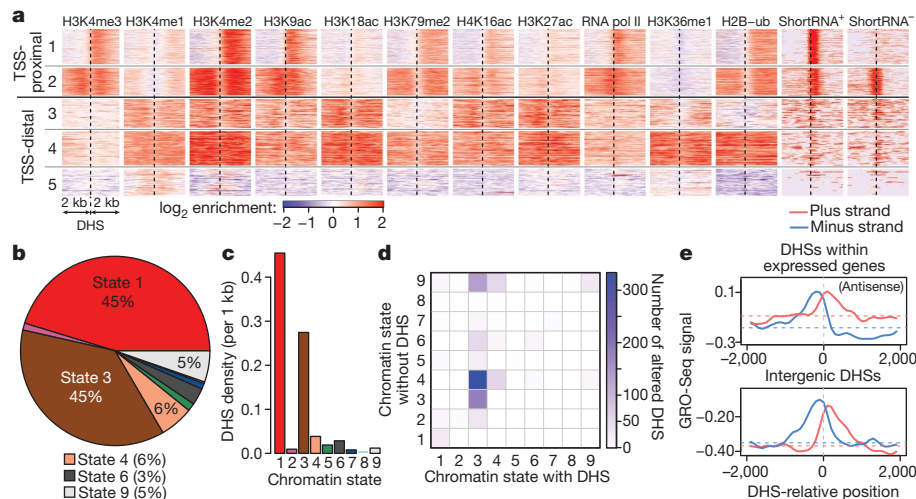 a
H3K4me3 H3K4me1 H3K4me2 H3K9ac H3K18ac H3K79me2 H4K16ac H3K27ac RNA pol II H3K36me1 H2B-ub ShortRNA+ ShortRNA−
TSS-proximal
1
2
TSS-distal
3
4
5
2 kb 2 kb
DHS
log2 enrichment:
−2 −1 0 1 2
b
State 1
45%
State 3
45%
5%
6%
State 4 (6%)
State 6 (3%)
State 9 (5%)
c
DHS density (per 1 kb)
0.4
0.3
0.2
0.1
0.0
1 2 3 4 5 6 7 8 9
Chromatin state
d
Chromatin state without DHS
9
8
7
6
5
4
3
2
1
1 2 3 4 5 6 7 8 9
Chromatin state with DHS
Number of altered DHS
300
250
200
150
100
50
0
Plus strand
Minus strand
e
DHSs within
expressed genes
(Antisense)
0.1
−0.3
−2,000 0 2,000
GRO-Seq signal
Intergenic DHSs
−0.20
−0.40
−2,000 0 2,000
DHS-relative position